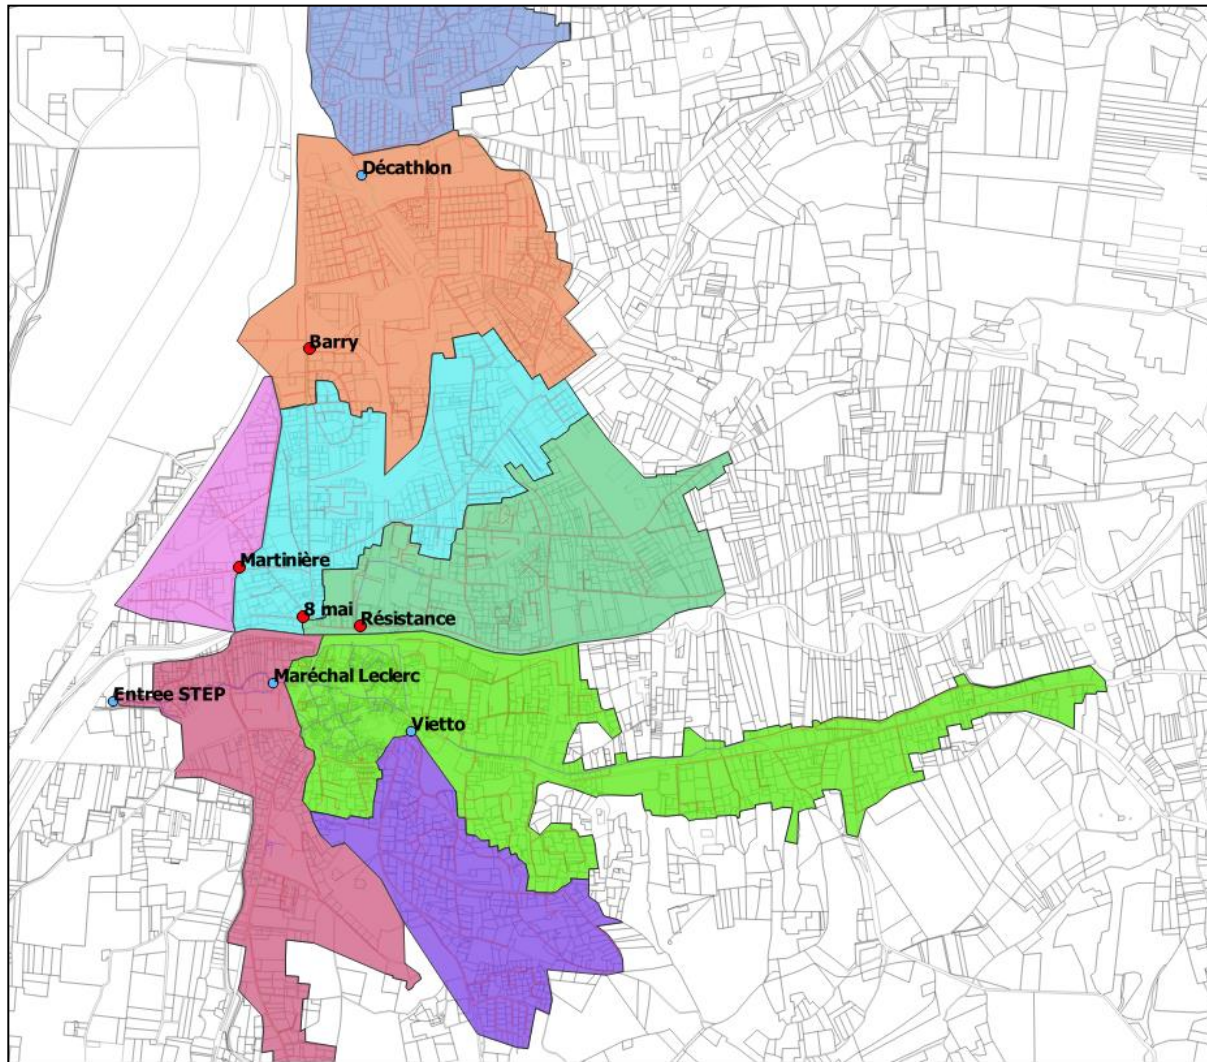 Décathlon
Barry
Martinière
8 mai
Résistance
Maréchal Leclerc
Entree STEP
Vietto